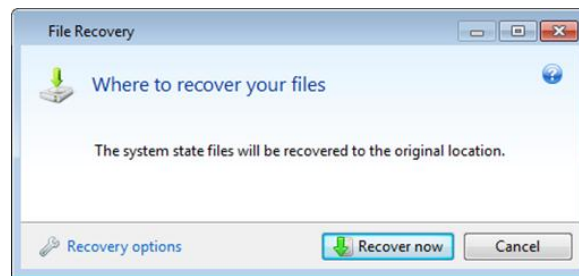 File Recovery
Where to recover your files
The system state files will be recovered to the original location.
Recovery options
Recover now
Cancel